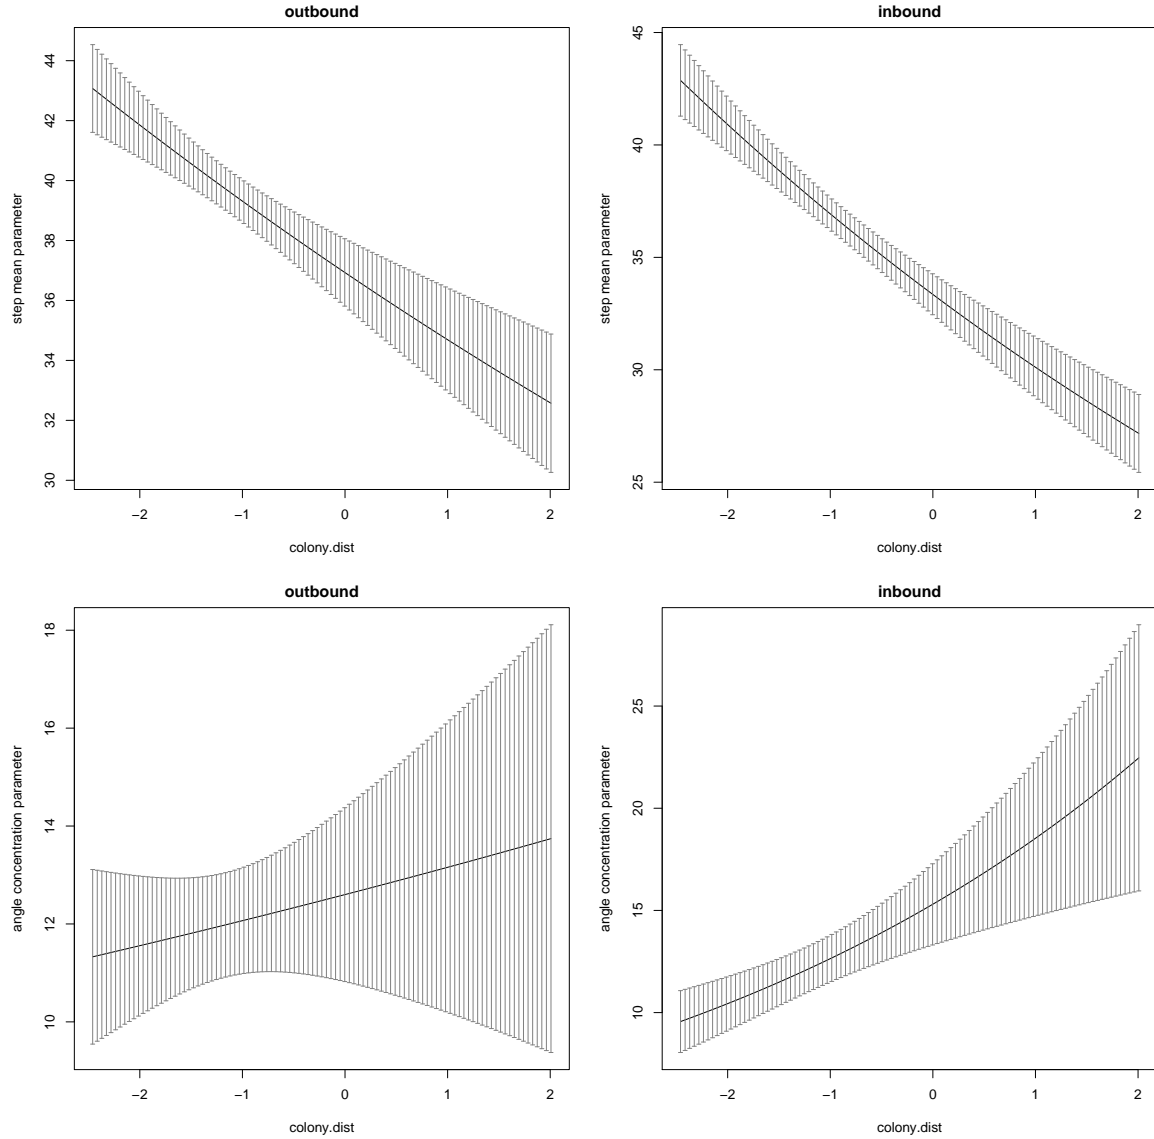 outbound
step mean parameter
44
42
40
38
36
34
32
30
−2 −1 0 1 2
colony.dist
inbound
step mean parameter
45
40
35
30
25
−2 −1 0 1 2
colony.dist
outbound
angle concentration parameter
18
16
14
12
10
−2 −1 0 1 2
colony.dist
inbound
angle concentration parameter
25
20
15
10
−2 −1 0 1 2
colony.dist